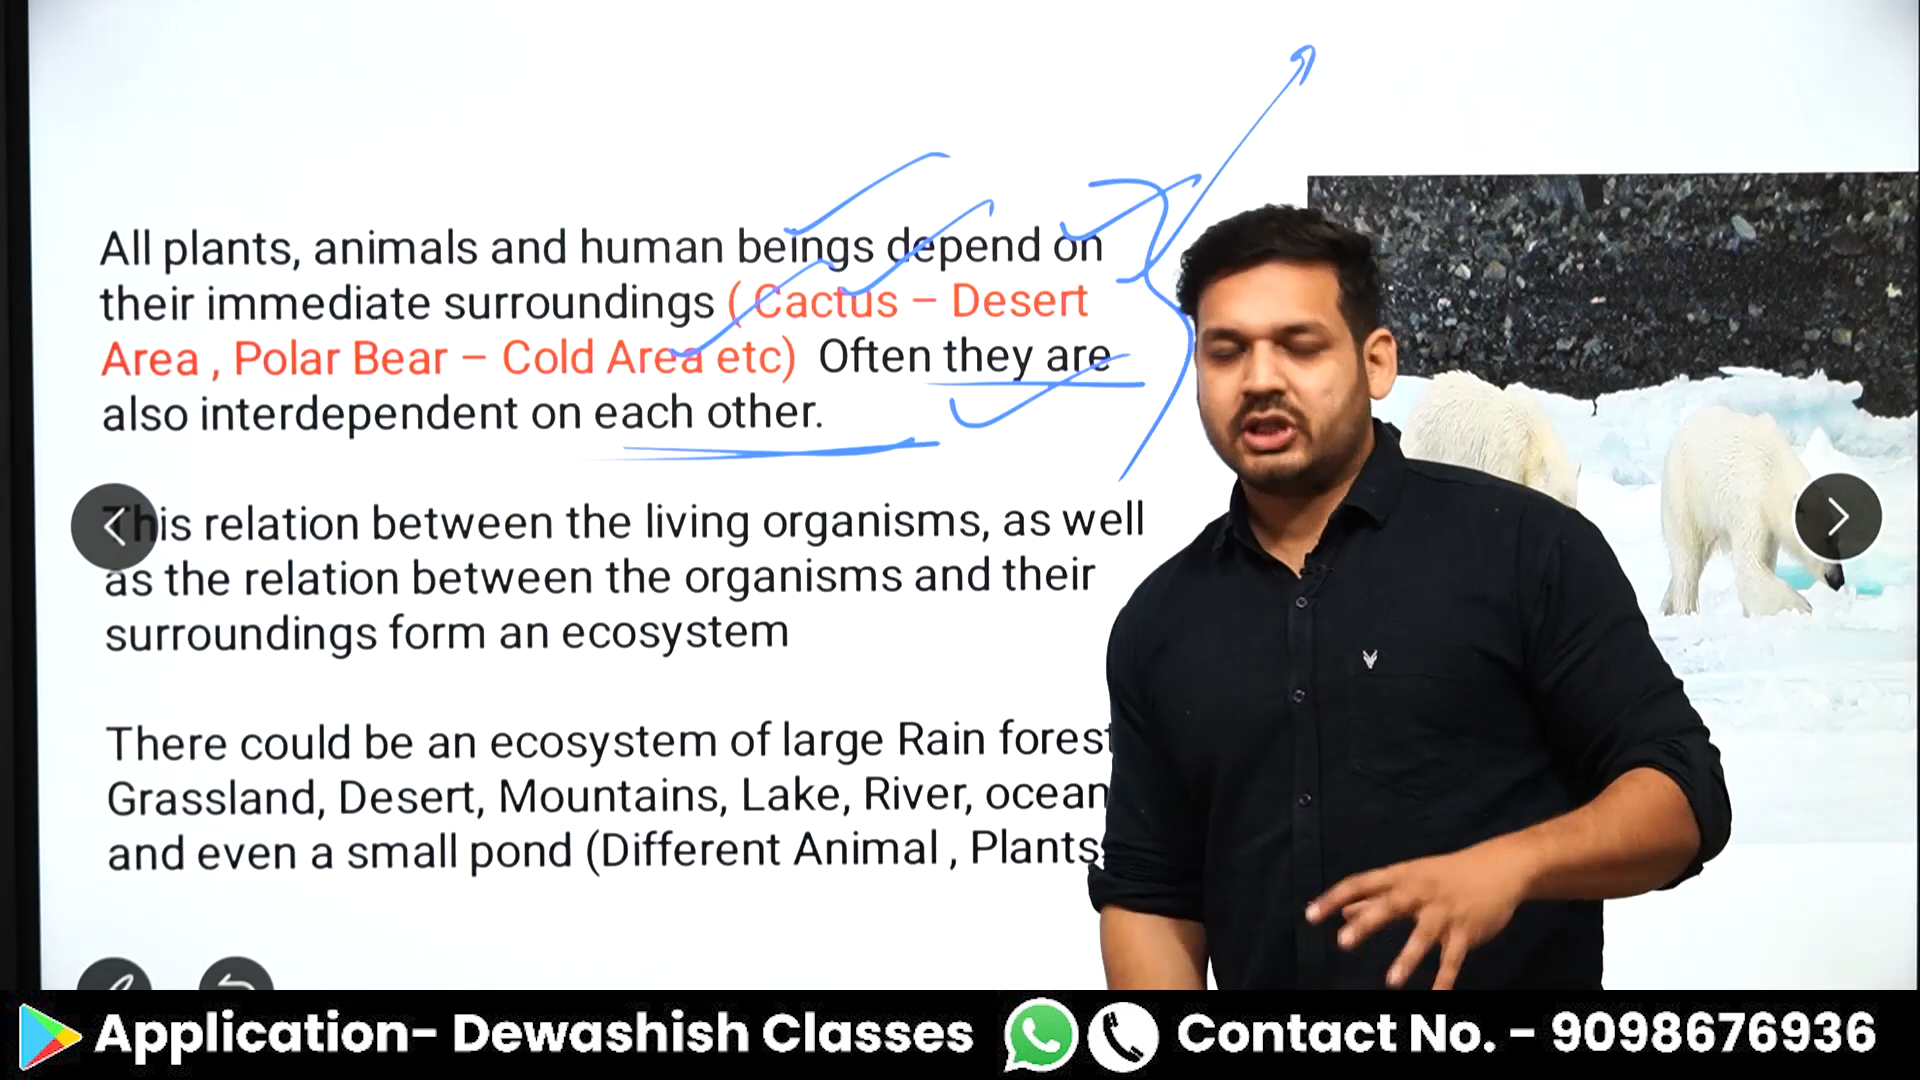 All plants, animals and human beings depend on
their immediate surroundings ( Cactus – Desert
Area , Polar Bear – Cold Area etc) Often they are
also interdependent on each other.
This relation between the living organisms, as well
as the relation between the organisms and their
surroundings form an ecosystem
There could be an ecosystem of large Rain forest
Grassland, Desert, Mountains, Lake, River, ocean
and even a small pond (Different Animal , Plants
Application- Dewashish Classes Contact No. - 9098676936